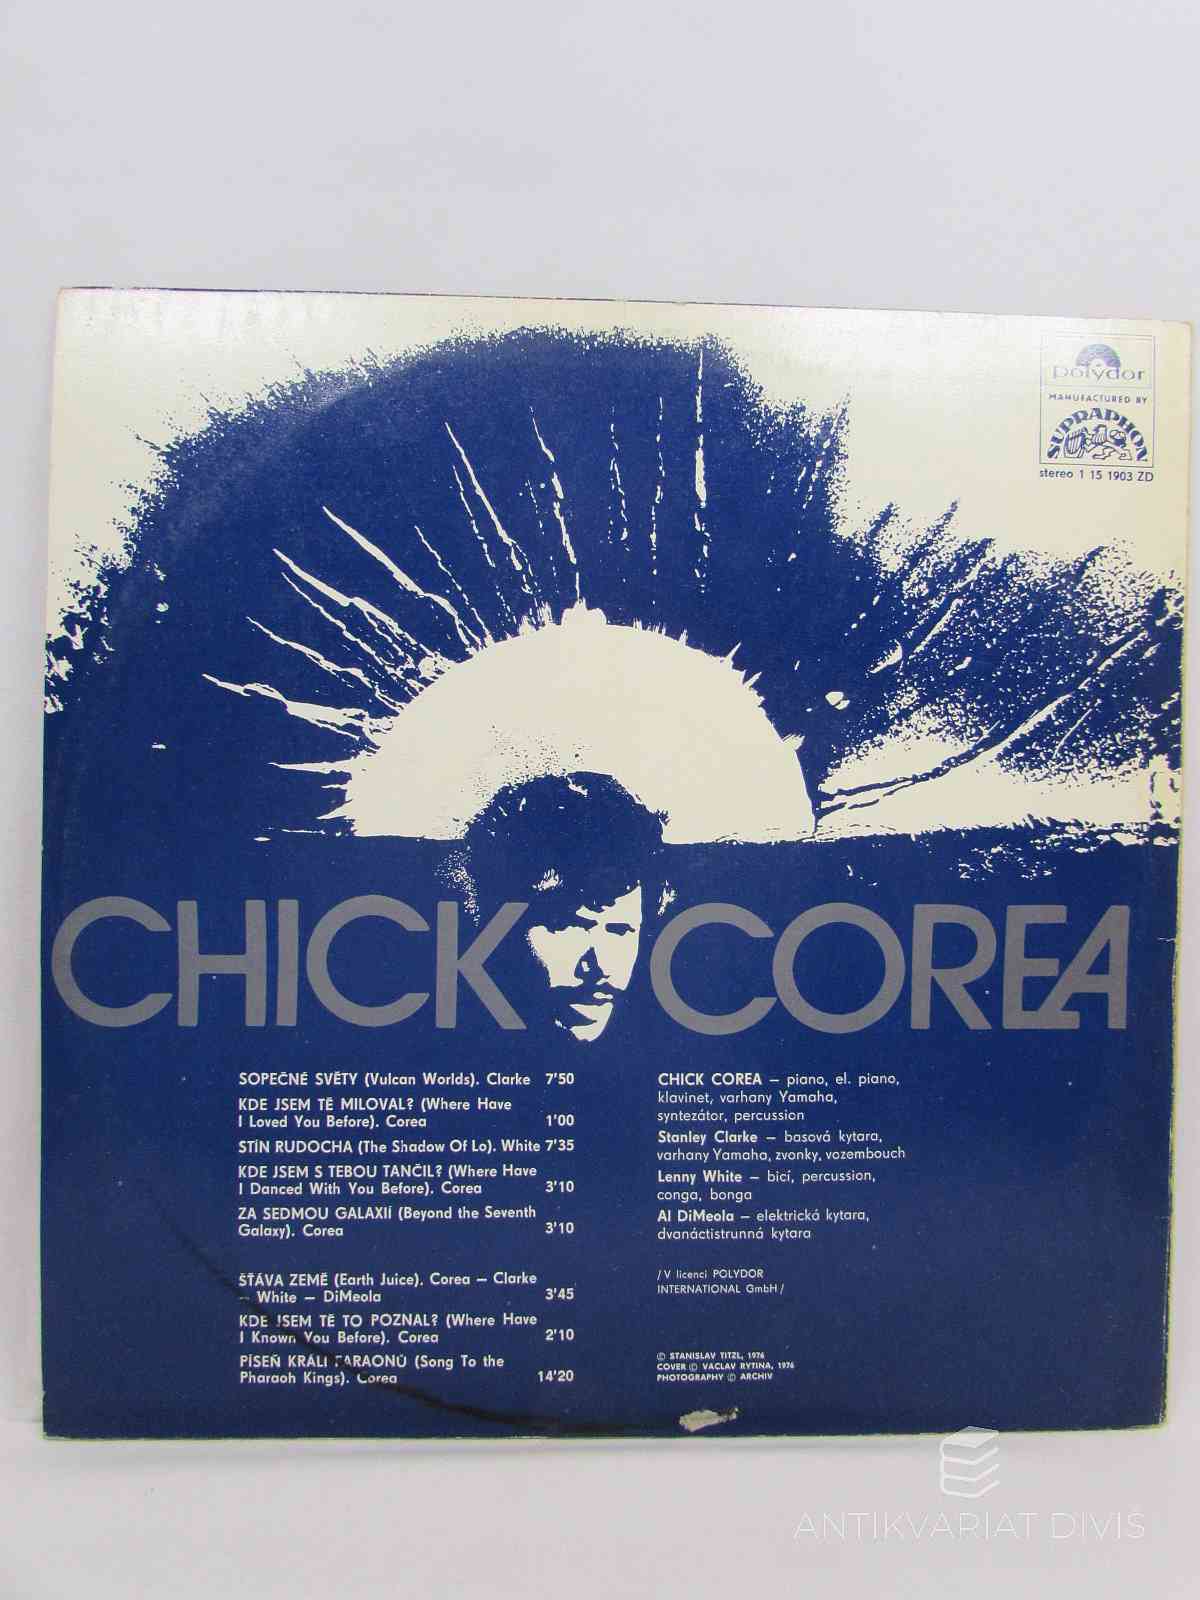 polydor
MANUFACTURED BY
SUPRAPHON
stereo 1 15 1903 ZD
CHICK COREA
SOPEČNÉ SVĚTY (Vulcan Worlds). Clarke 7'50
KDE JSEM TĚ MILOVAL? (Where Have
I Loved You Before). Corea 1'00
STÍN RUDOCHA (The Shadow Of Lo). White 7'35
KDE JSEM S TEBOU TANČIL? (Where Have
I Danced With You Before). Corea 3'10
ZA SEDMOU GALAXIÍ (Beyond the Seventh
Galaxy). Corea 3'10
ŠŤÁVA ZEMĚ (Earth Juice). Corea – Clarke
– White – DiMeola 3'45
KDE JSEM TĚ TO POZNAL? (Where Have
I Known You Before). Corea 2'10
PÍSEŇ KRÁLI FARAONŮ (Song To the
Pharaoh Kings). Corea 14'20
CHICK COREA – piano, el. piano,
klavinet, varhany Yamaha,
syntezátor, percussion
Stanley Clarke – basová kytara,
varhany Yamaha, zvonky, vozembouch
Lenny White – bicí, percussion,
conga, bonga
Al DiMeola – elektrická kytara,
dvanáctistrunná kytara
/V licenci POLYDOR
INTERNATIONAL GmbH/
© STANISLAV TITZL, 1976
COVER © VACLAV RYTINA, 1976
PHOTOGRAPHY © ARCHIV
ANTIKVARIAT DIVIŠ